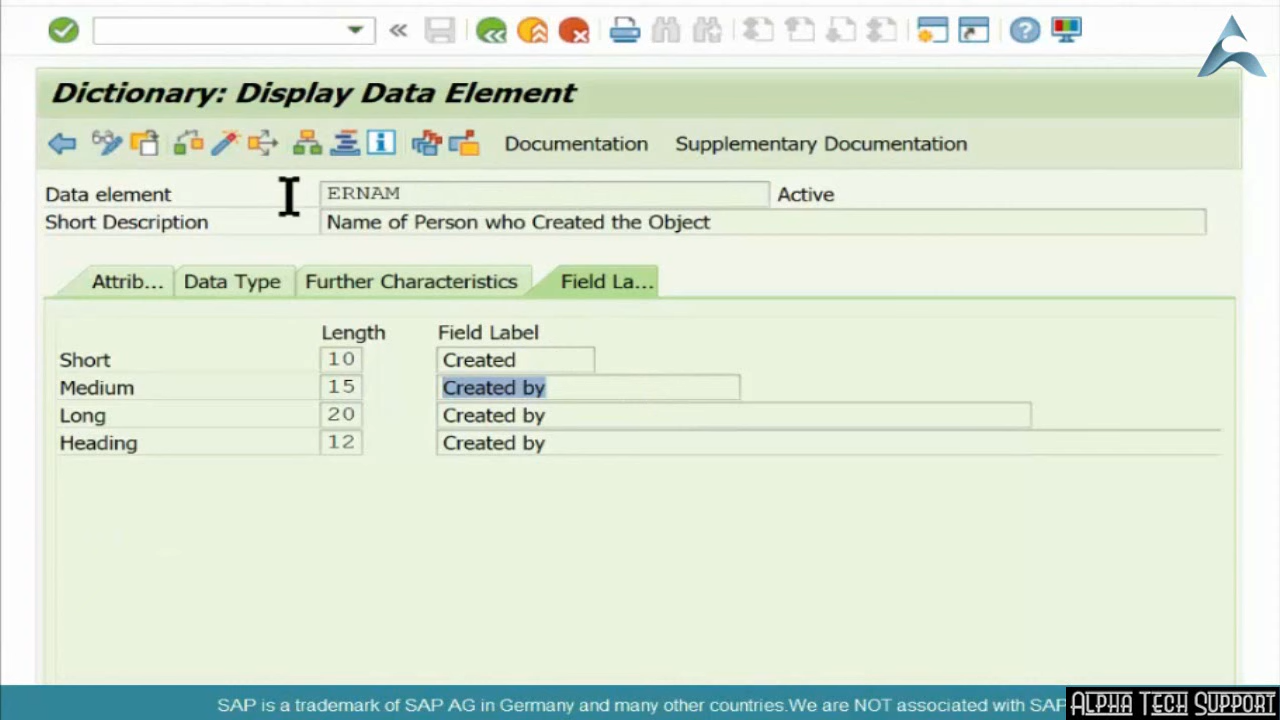 Dictionary: Display Data Element
Documentation Supplementary Documentation
Data element ERNAM Active
Short Description Name of Person who Created the Object
Attrib... Data Type Further Characteristics Field La...
Length Field Label
Short 10 Created
Medium 15 Created by
Long 20 Created by
Heading 12 Created by
SAP is a trademark of SAP AG in Germany and many other countries.We are NOT associated with SAP
ALPHA TECH SUPPORT